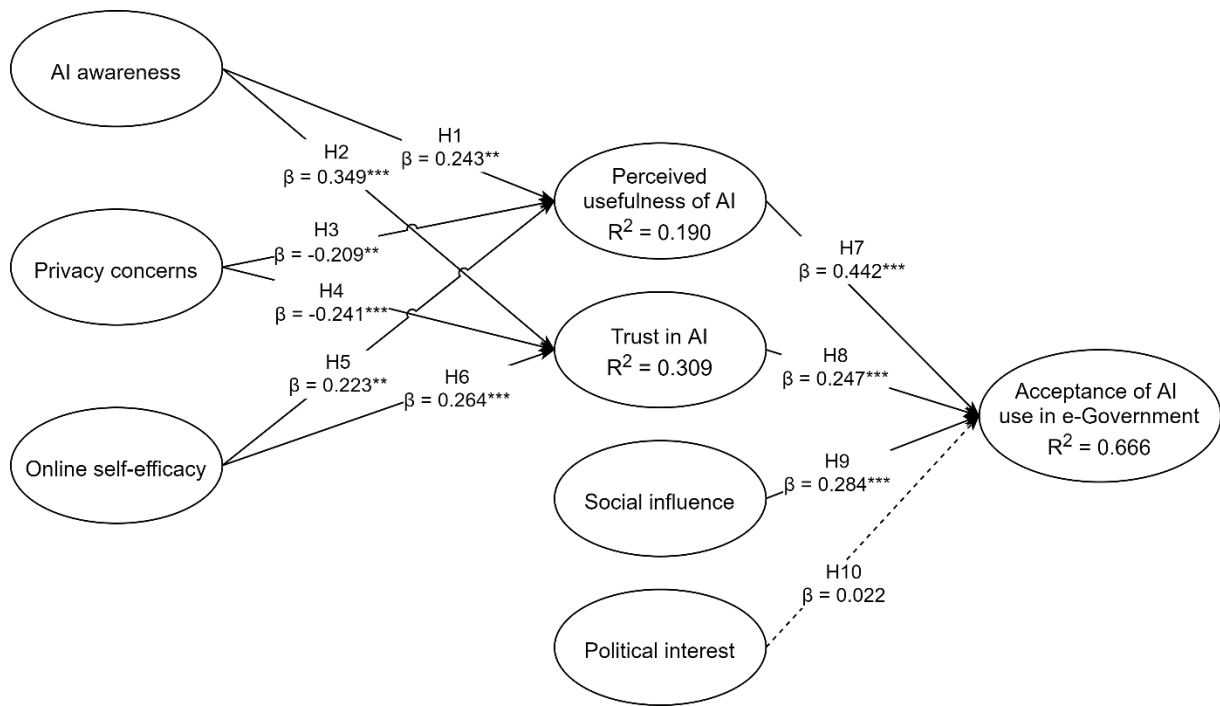 AI awareness
H1
β = 0.243**
H2
β = 0.349***
Perceived
usefulness of AI
R² = 0.190
H3
β = -0.209**
Privacy concerns
H4
β = -0.241***
H7
β = 0.442***
Trust in AI
R² = 0.309
H5
β = 0.223**
H6
β = 0.264***
H8
β = 0.247***
Acceptance of AI
use in e-Government
R² = 0.666
Online self-efficacy
H9
β = 0.284***
Social influence
H10
β = 0.022
Political interest